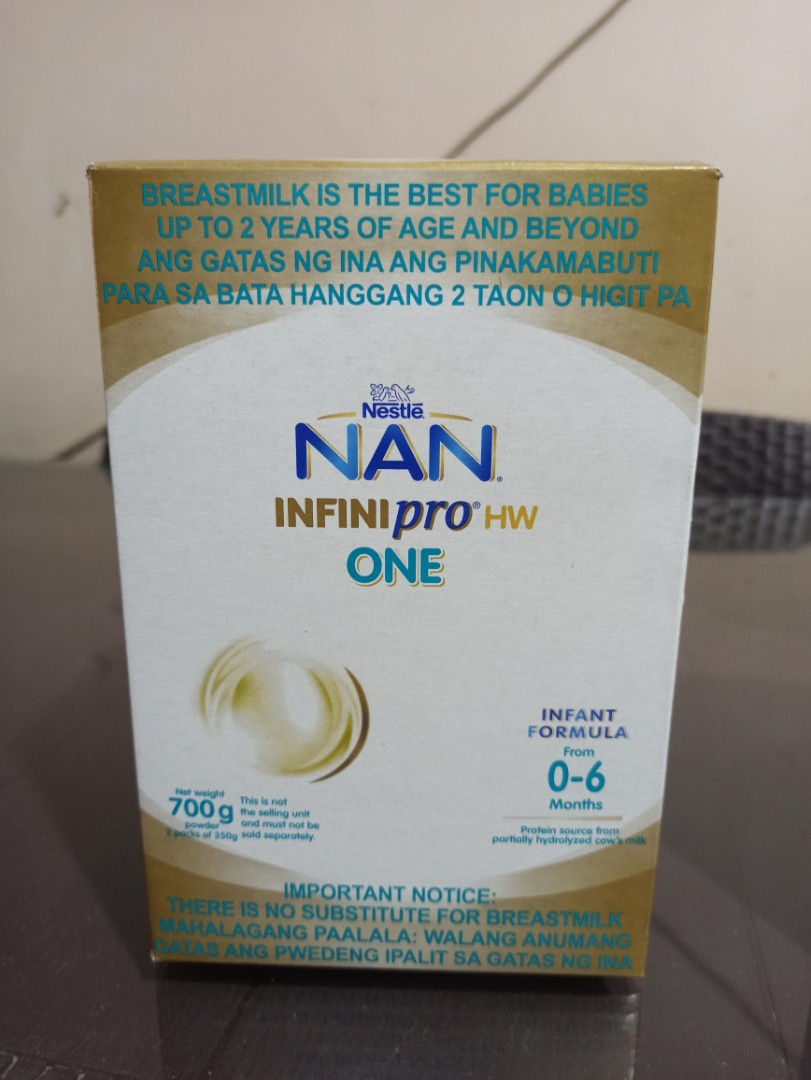 BREASTMILK IS THE BEST FOR BABIES
UP TO 2 YEARS OF AGE AND BEYOND
ANG GATAS NG INA ANG PINAKAMABUTI
PARA SA BATA HANGGANG 2 TAON O HIGIT PA
Nestlé
NAN®
INFINIpro® HW
ONE
INFANT
FORMULA
From
0-6
Months
Protein source from
partially hydrolyzed cow's milk
Net weight
700g
powder
2 packs of 350g
This is not
the selling unit
and must not be
sold separately.
IMPORTANT NOTICE:
THERE IS NO SUBSTITUTE FOR BREASTMILK
MAHALAGANG PAALALA: WALANG ANUMANG
GATAS ANG PWEDENG IPALIT SA GATAS NG INA